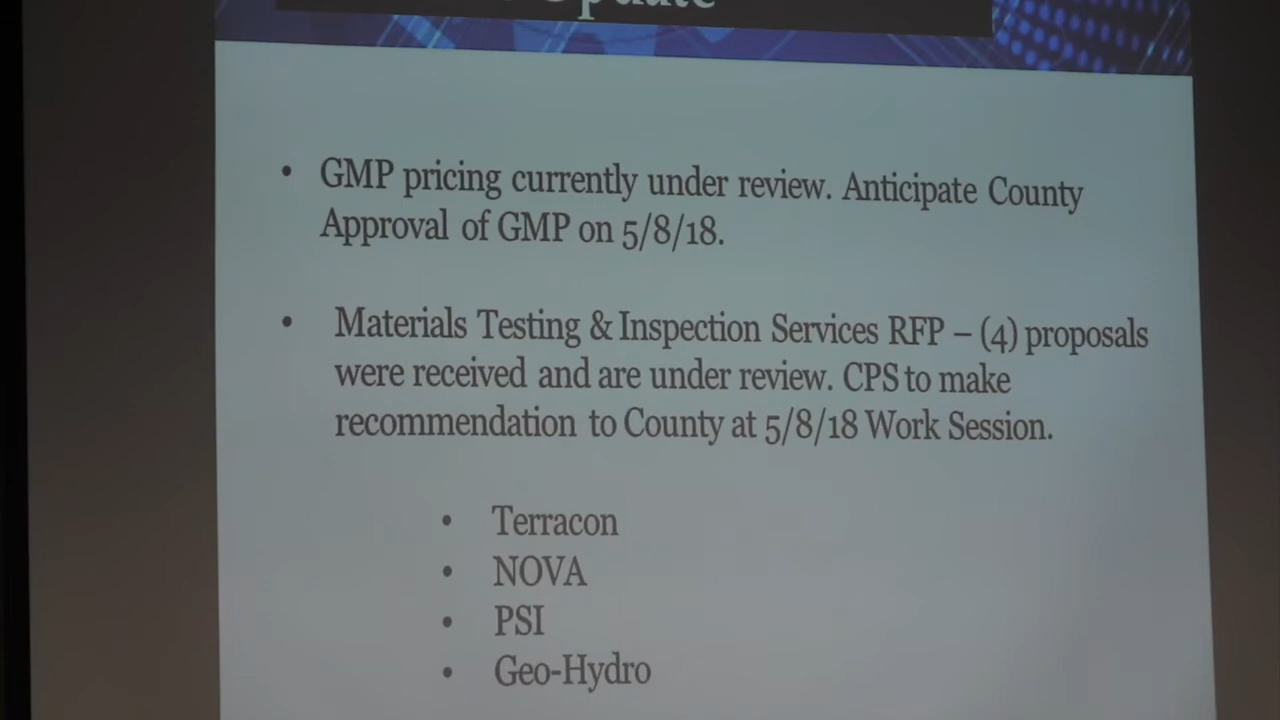 Update
• GMP pricing currently under review. Anticipate County
Approval of GMP on 5/8/18.
• Materials Testing & Inspection Services RFP – (4) proposals
were received and are under review. CPS to make
recommendation to County at 5/8/18 Work Session.
• Terracon
• NOVA
• PSI
• Geo-Hydro